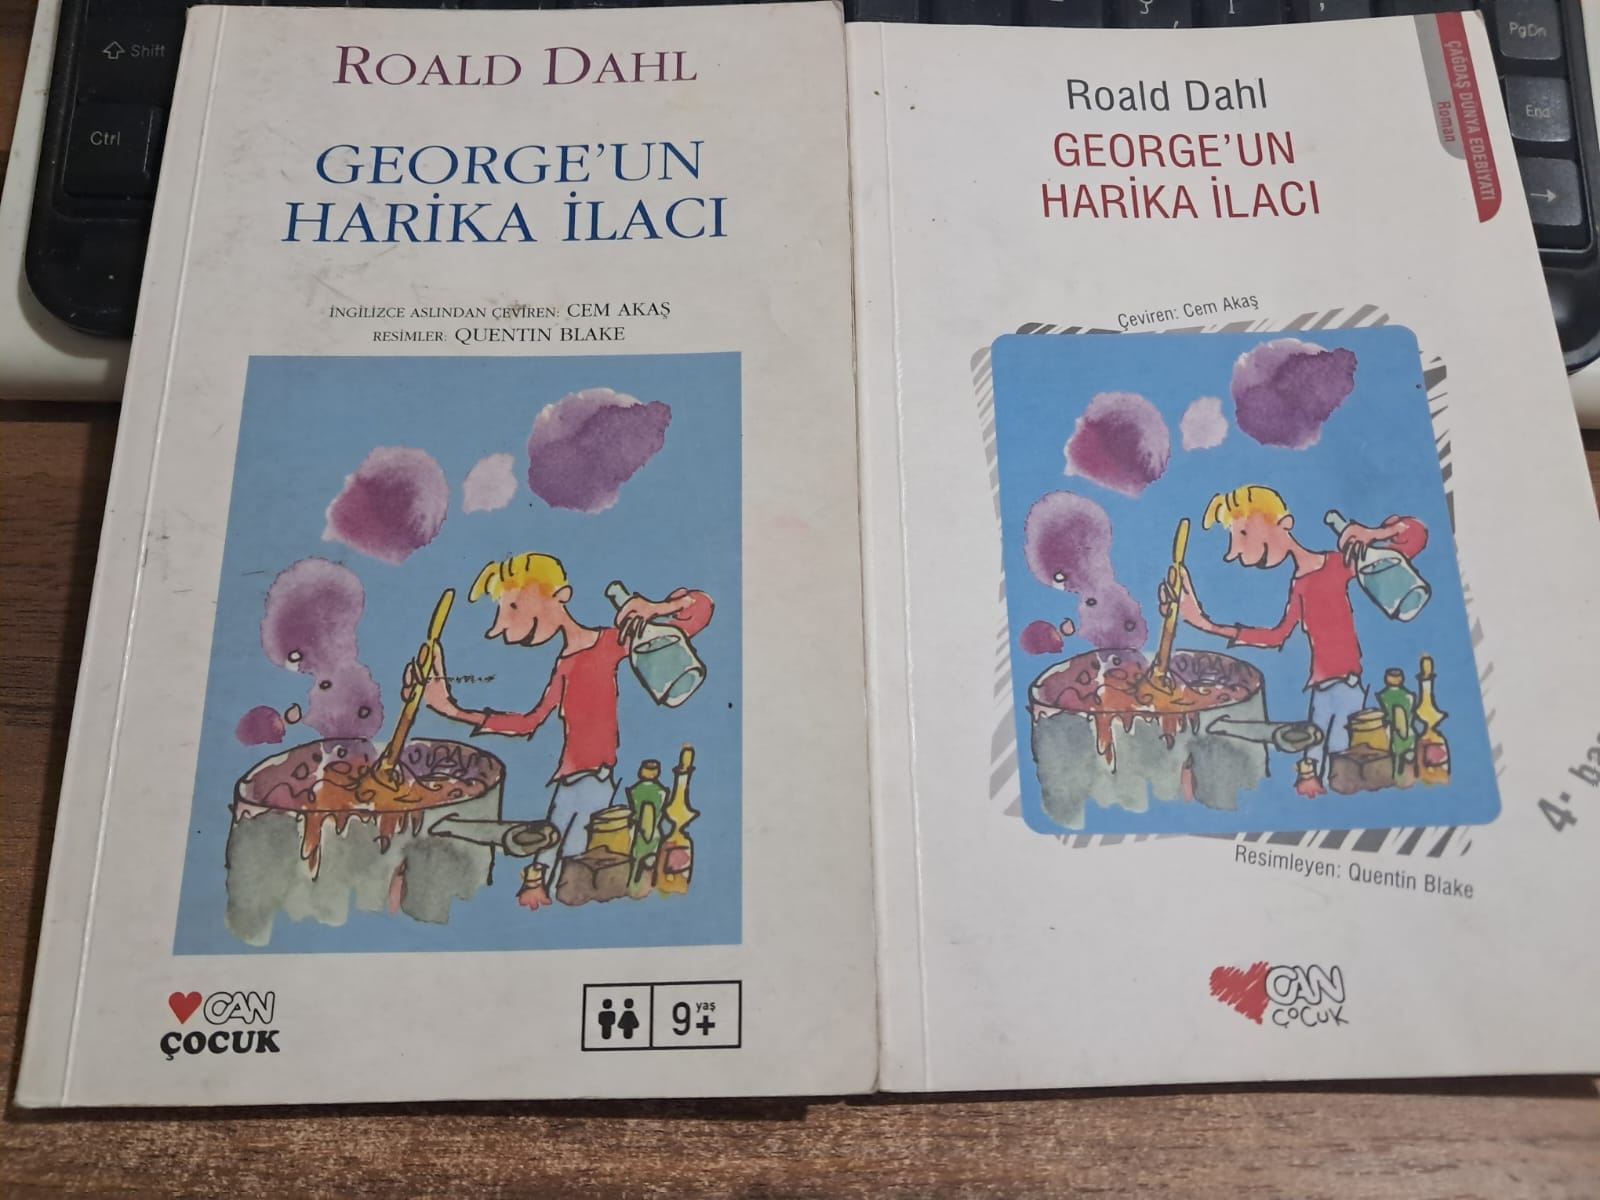 Shift
Ctrl
PgDn
End
ROALD DAHL
GEORGE'UN
HARİKA İLACI
İNGİLİZCE ASLINDAN ÇEVİREN: CEM AKAŞ
RESİMLER: QUENTIN BLAKE
CAN
ÇOCUK
9+ yaş
ÇAĞDAŞ DÜNYA EDEBİYATI
Roman
Roald Dahl
GEORGE'UN
HARİKA İLACI
Çeviren: Cem Akaş
4.
Resimleyen: Quentin Blake
CAN
ÇOCUK